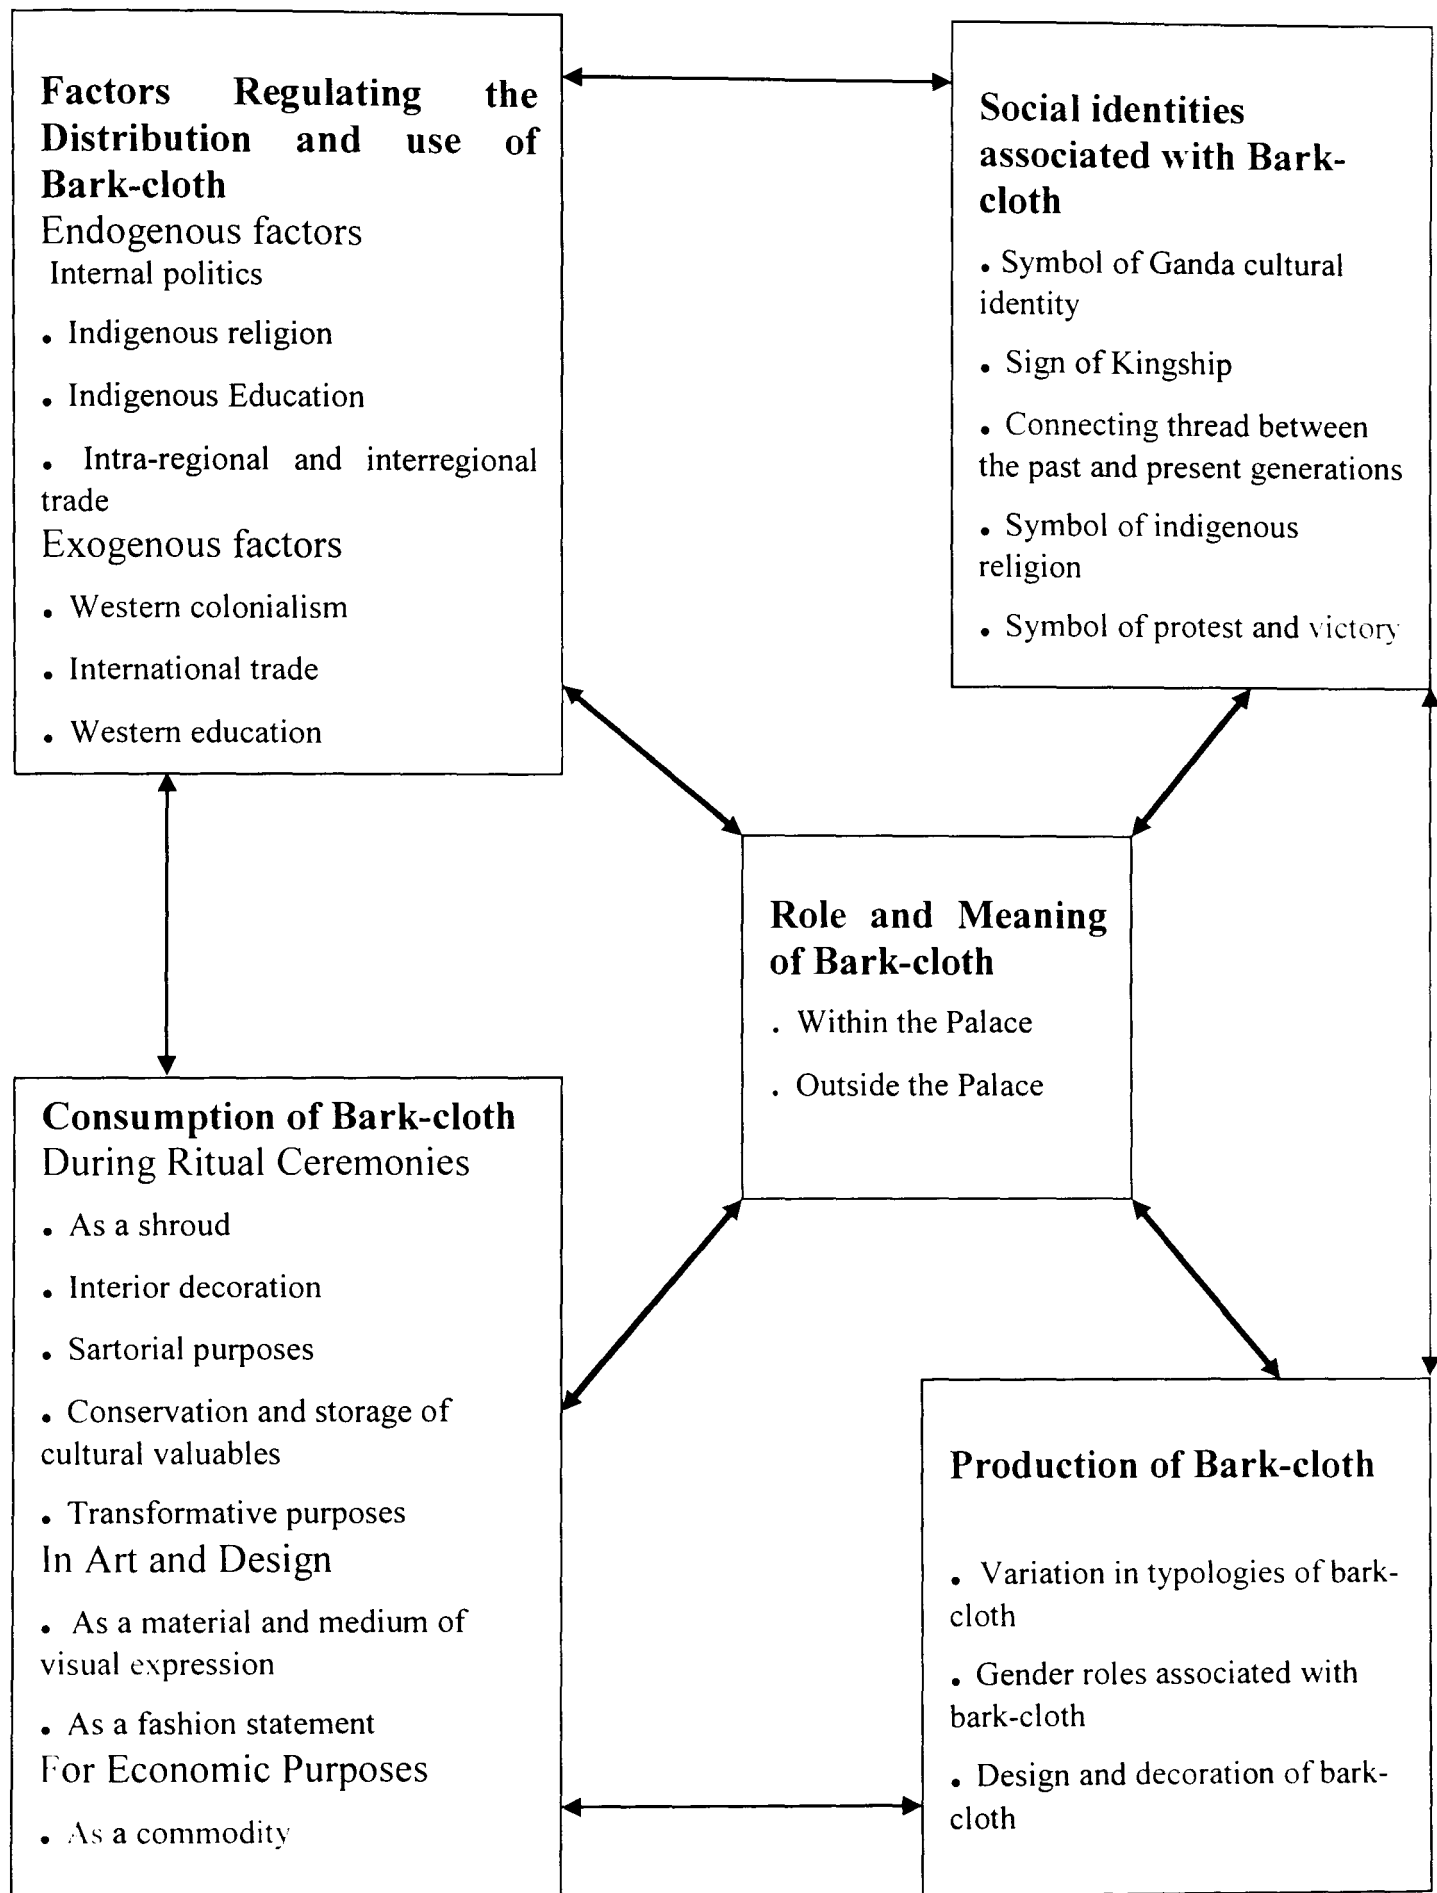 Factors Regulating the
Distribution and use of
Bark-cloth
Endogenous factors
Internal politics
. Indigenous religion
. Indigenous Education
. Intra-regional and interregional
trade
Exogenous factors
. Western colonialism
. International trade
. Western education
Social identities
associated with Bark-
cloth
. Symbol of Ganda cultural
identity
. Sign of Kingship
. Connecting thread between
the past and present generations
. Symbol of indigenous
religion
. Symbol of protest and victory
Role and Meaning
of Bark-cloth
. Within the Palace
. Outside the Palace
Consumption of Bark-cloth
During Ritual Ceremonies
. As a shroud
. Interior decoration
. Sartorial purposes
. Conservation and storage of
cultural valuables
. Transformative purposes
In Art and Design
. As a material and medium of
visual expression
. As a fashion statement
For Economic Purposes
. As a commodity
Production of Bark-cloth
. Variation in typologies of bark-
cloth
. Gender roles associated with
bark-cloth
. Design and decoration of bark-
cloth